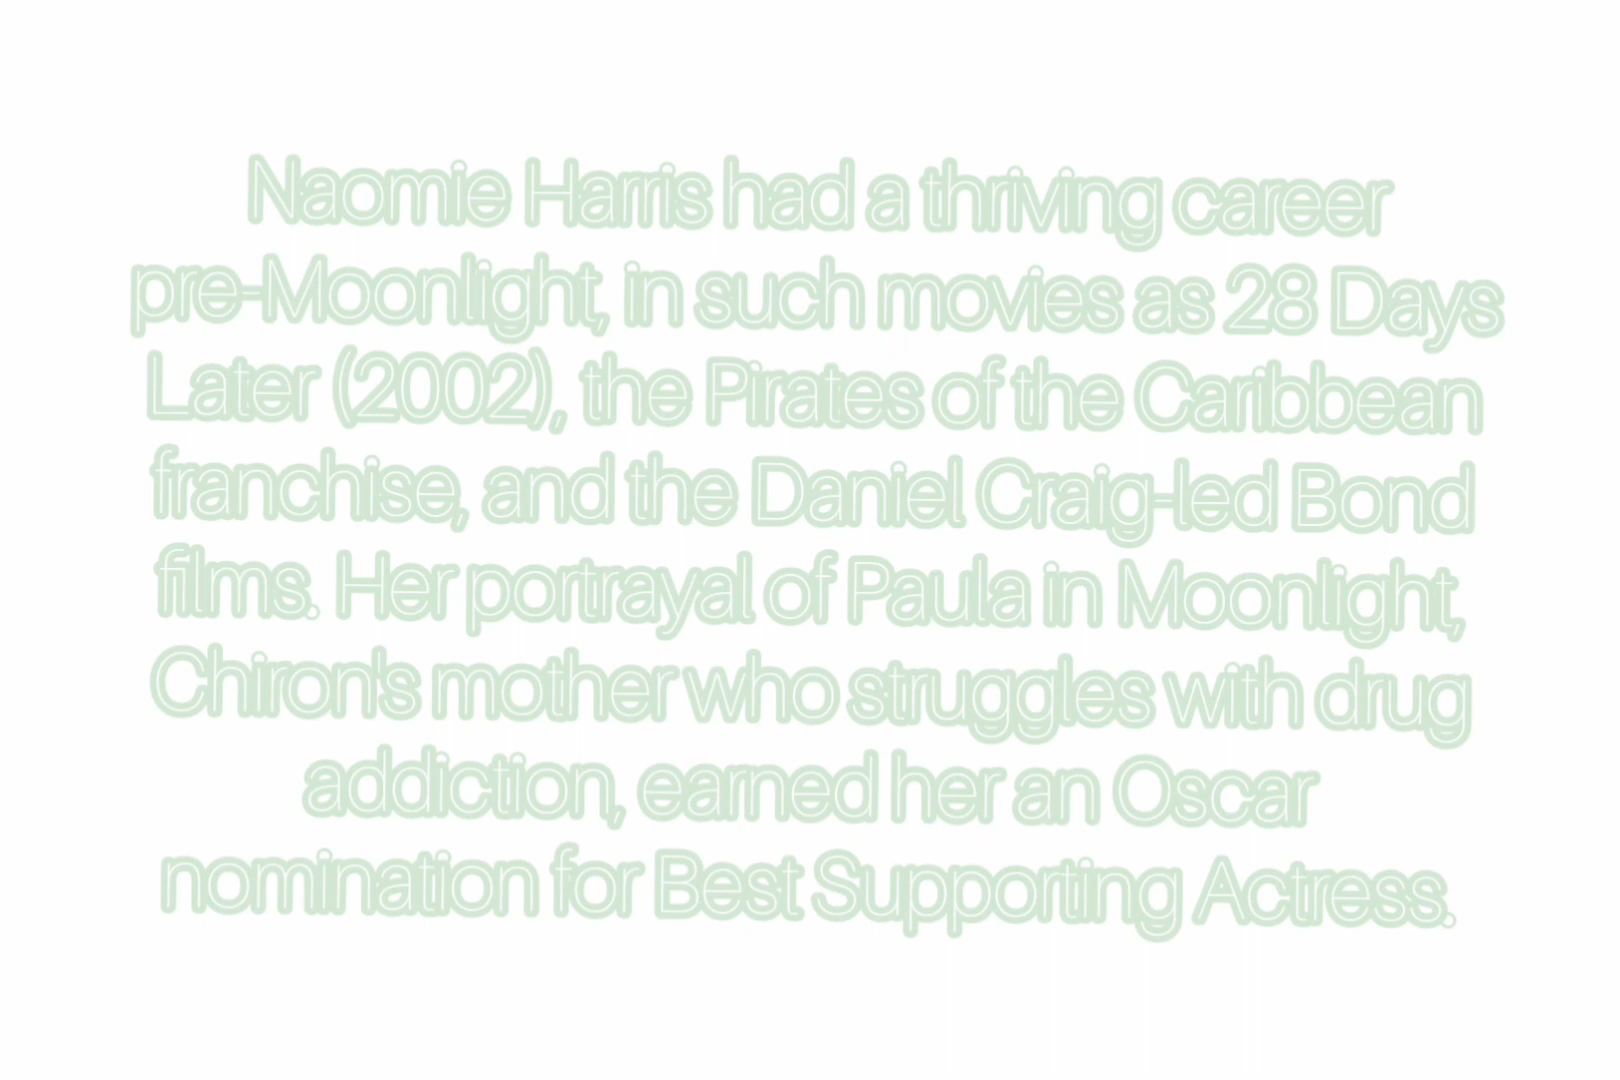 Naomie Harris had a thriving career
pre-Moonlight, in such movies as 28 Days
Later (2002), the Pirates of the Caribbean
franchise, and the Daniel Craig-led Bond
films. Her portrayal of Paula in Moonlight,
Chiron's mother who struggles with drug
addiction, earned her an Oscar
nomination for Best Supporting Actress.